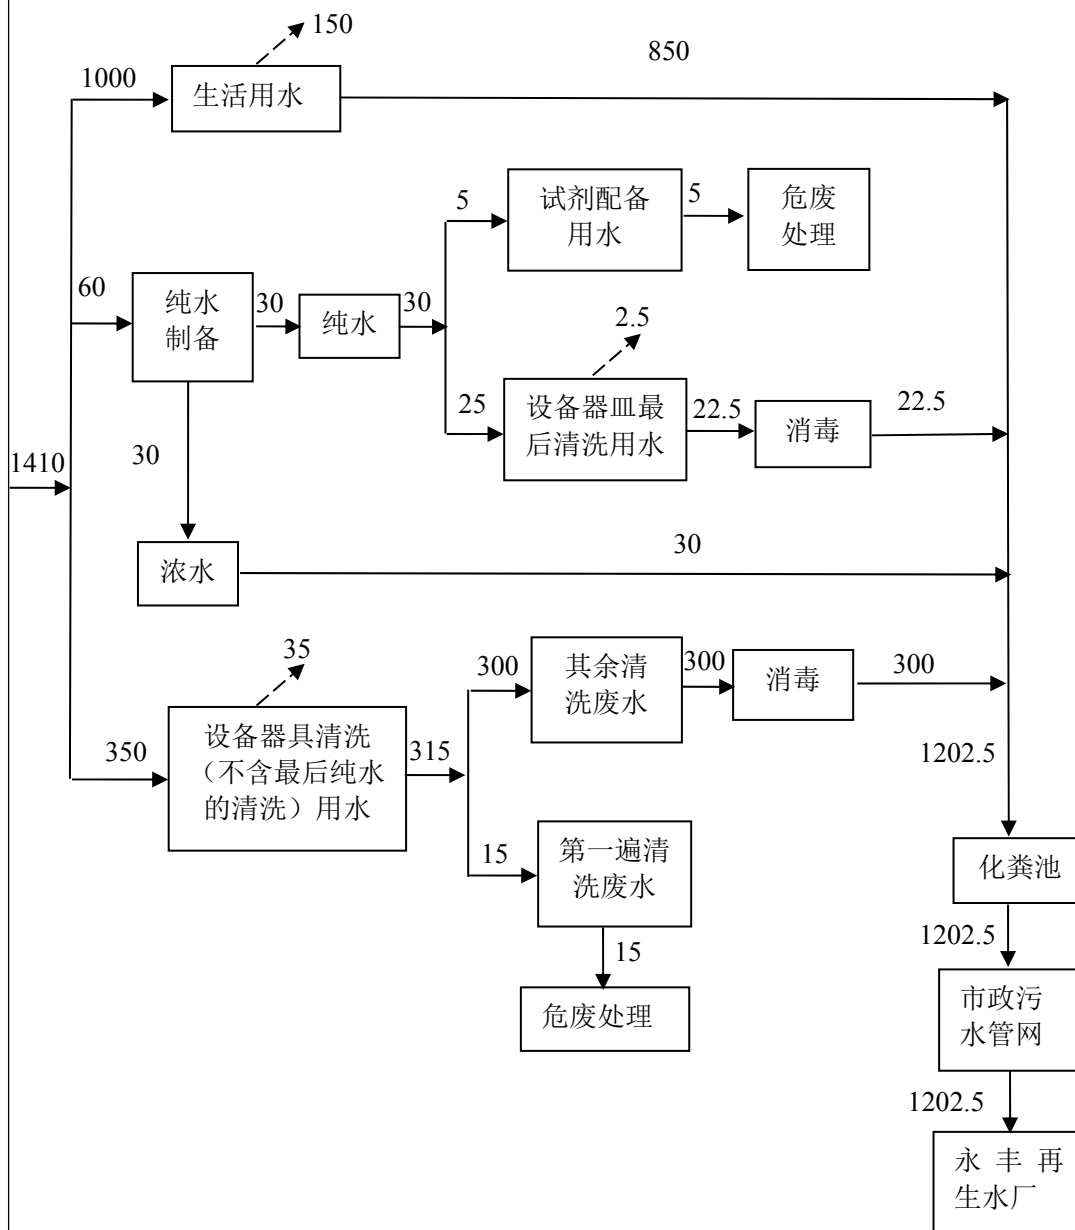 150
850
1000
生活用水
5
试剂配备
用水
5
危废
处理
60
纯水
制备
30
纯水
30
2.5
25
设备器皿最
后清洗用水
22.5
消毒
22.5
1410
30
浓水
30
35
300
其余清
洗废水
300
消毒
300
350
设备器具清洗
（不含最后纯水
的清洗）用水
315
1202.5
15
第一遍清
洗废水
化粪池
15
1202.5
危废处理
市政污
水管网
1202.5
永丰再
生水厂